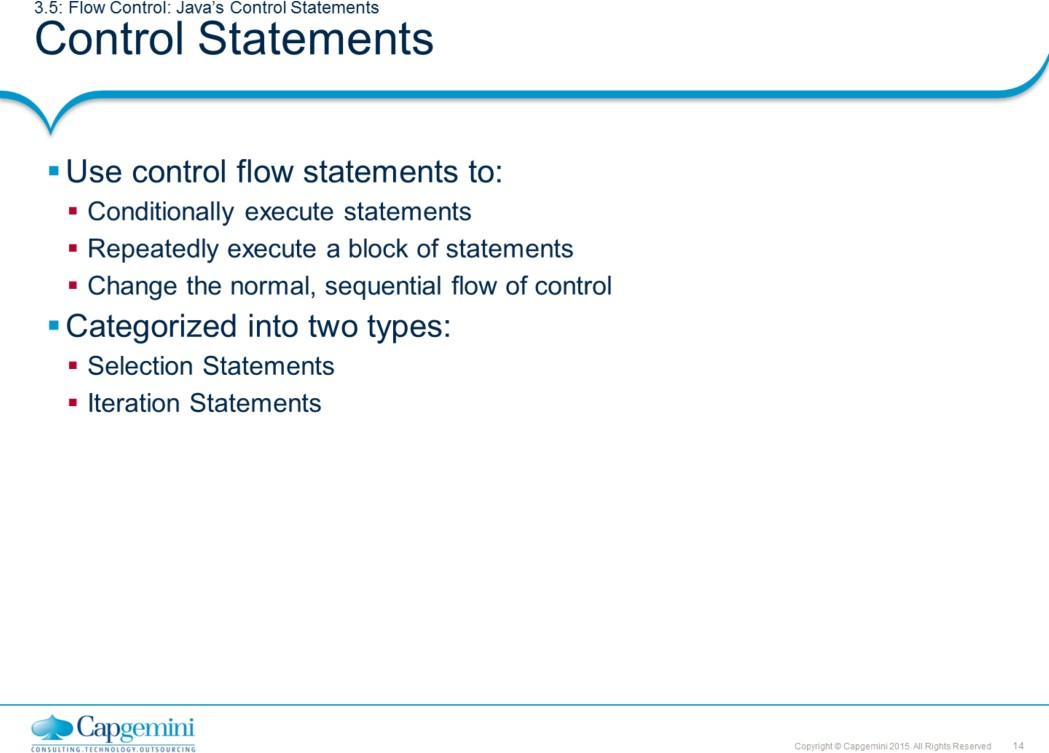 3.5: Flow Control: Java’s Control Statements
Control Statements
Use control flow statements to:
Conditionally execute statements
Repeatedly execute a block of statements
Change the normal, sequential flow of control
Categorized into two types:
Selection Statements
Iteration Statements
Capgemini
CONSULTING.TECHNOLOGY.OUTSOURCING
Copyright © Capgemini 2015. All Rights Reserved 14